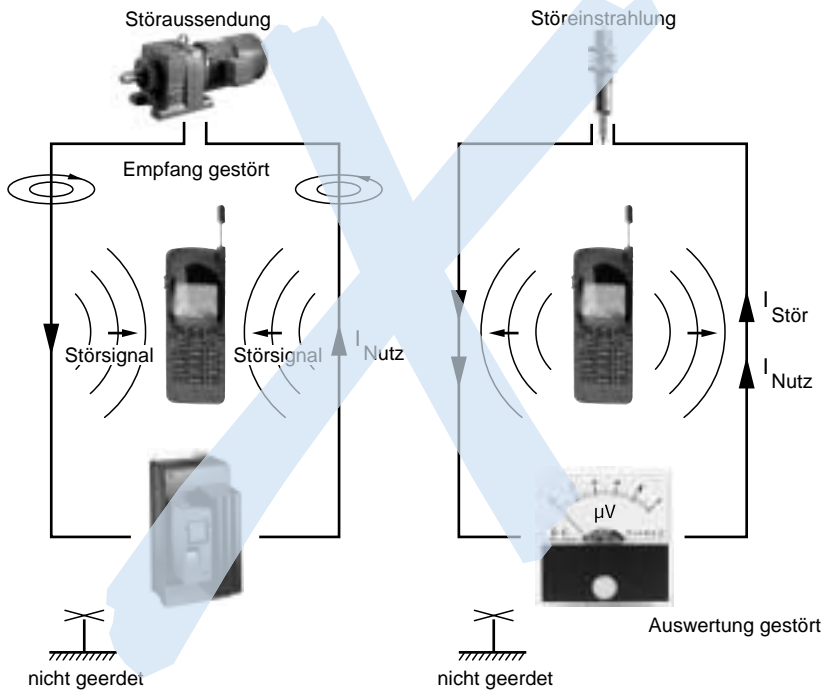 Störaussendung
Empfang gestört
Störsignal
Störsignal
I Nutz
nicht geerdet
Störeinstrahlung
I Stör
I Nutz
µV
Auswertung gestört
nicht geerdet